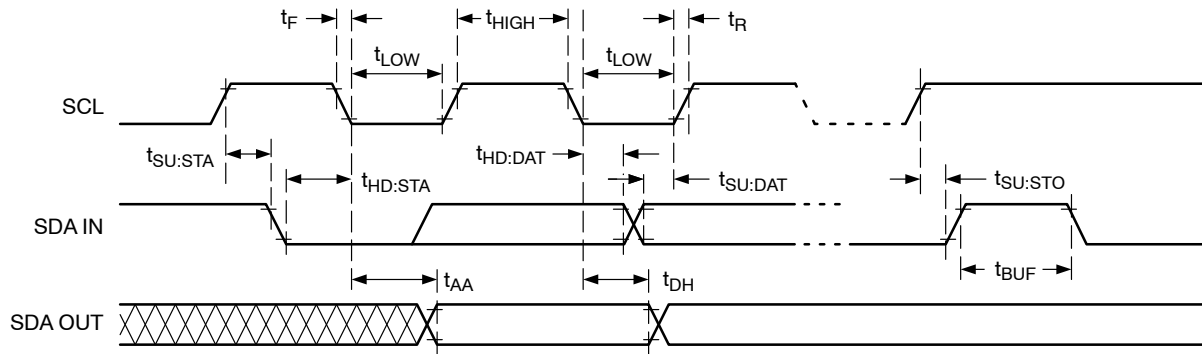 tF
tHIGH
tR
tLOW
tLOW
SCL
tSU:STA
tHD:STA
tHD:DAT
tSU:DAT
tSU:STO
SDA IN
tBUF
tAA
tDH
SDA OUT